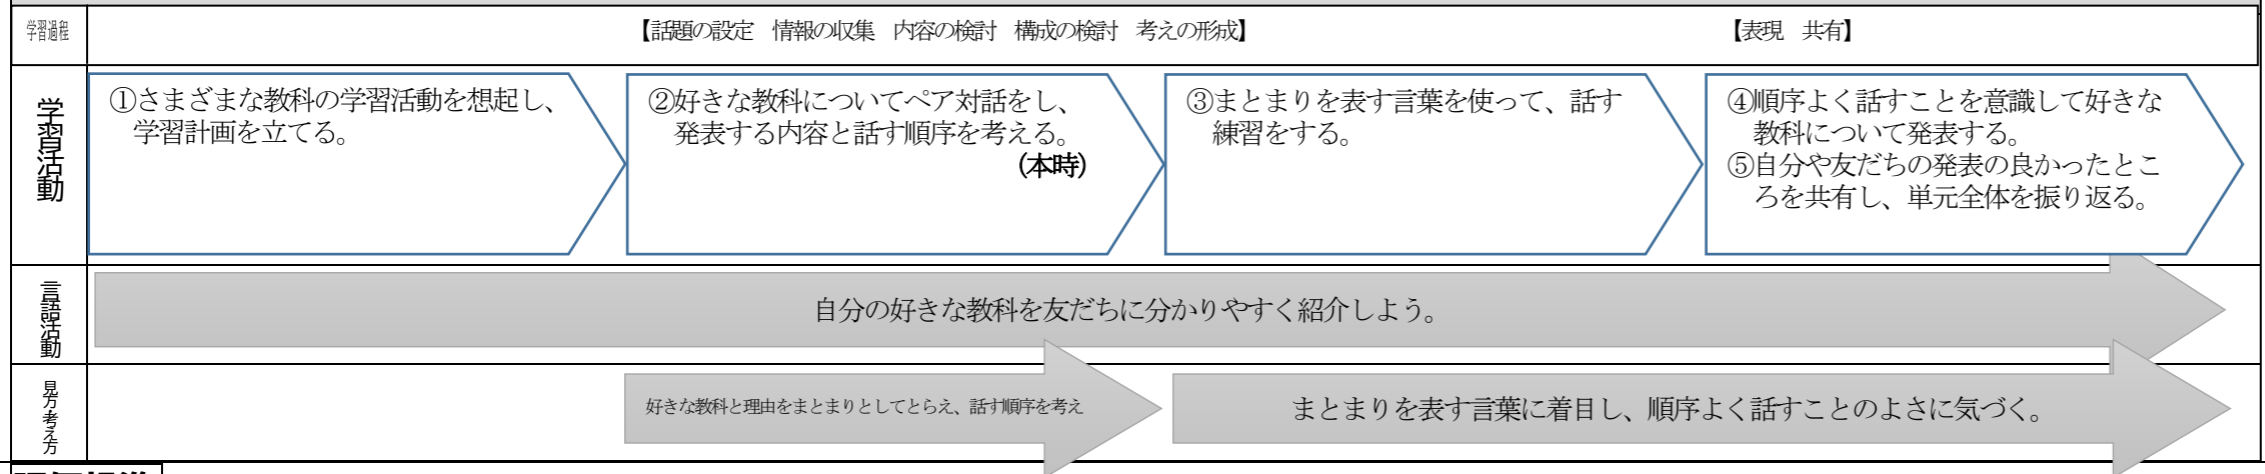 学習過程
【話題の設定　情報の収集　内容の検討　構成の検討　考えの形成】
【表現　共有】
学習活動
①さまざまな教科の学習活動を想起し、
学習計画を立てる。
②好きな教科についてペア対話をし、
発表する内容と話す順序を考える。
（本時）
③まとまりを表す言葉を使って、話す
練習をする。
④順序よく話すことを意識して好きな
教科について発表する。
⑤自分や友だちの発表の良かったとこ
ろを共有し、単元全体を振り返る。
言語活動
自分の好きな教科を友だちに分かりやすく紹介しよう。
見方・考え方
好きな教科と理由をまとまりとしてとらえ、話す順序を考え
まとまりを表す言葉に着目し、順序よく話すことのよさに気づく。